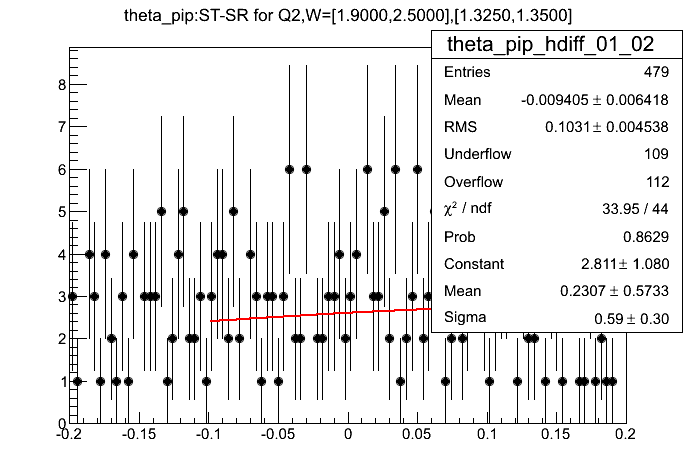 theta_pip:ST-SR for Q2,W=[1.9000,2.5000],[1.3250,1.3500]
theta_pip_hdiff_01_02
Entries 479
Mean -0.009405 ± 0.006418
RMS 0.1031 ± 0.004538
Underflow 109
Overflow 112
χ² / ndf 33.95 / 44
Prob 0.8629
Constant 2.811 ± 1.080
Mean 0.2307 ± 0.5733
Sigma 0.59 ± 0.30
8
7
6
5
4
3
2
1
0
-0.2 -0.15 -0.1 -0.05 0 0.05 0.1 0.15 0.2